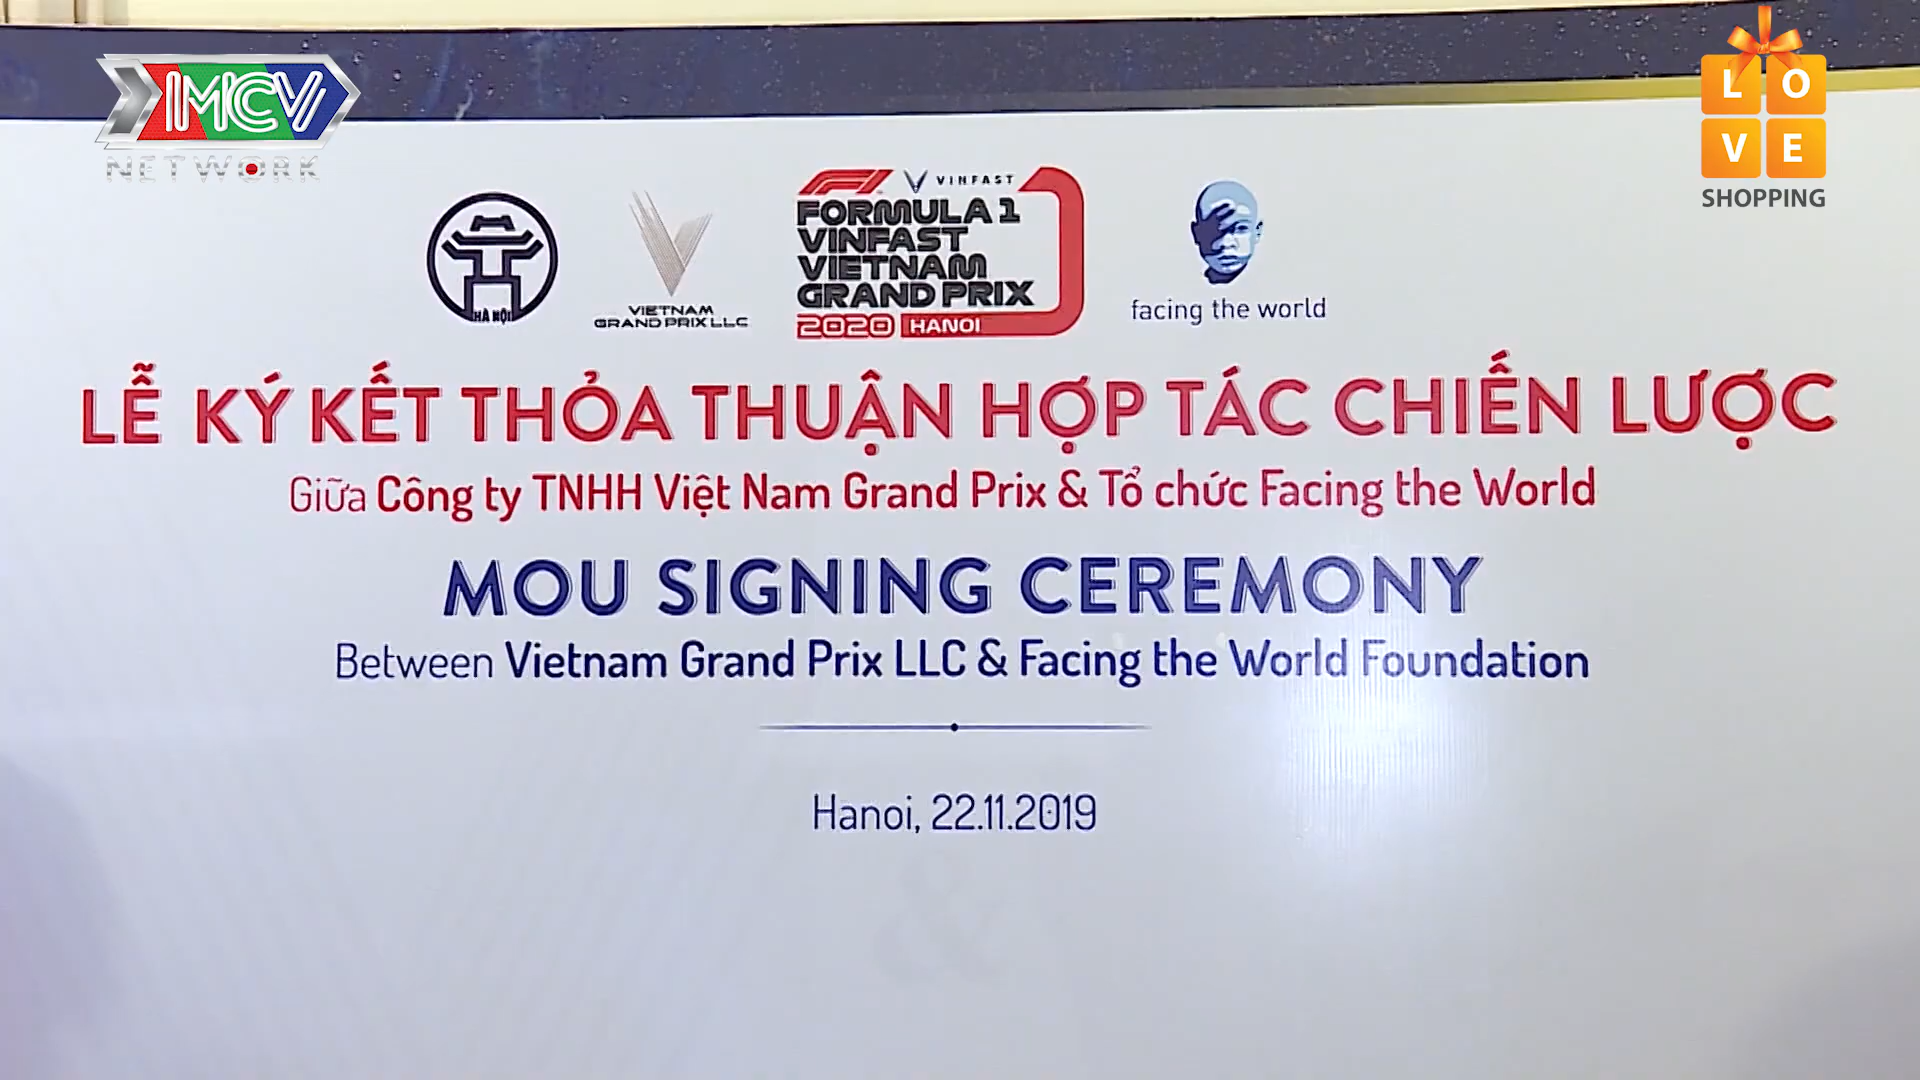 MCV
NETWORK
L O
V E
SHOPPING
HÀ NỘI
VIETNAM
GRAND PRIX LLC
F1 VINFAST
FORMULA 1
VINFAST
VIETNAM
GRAND PRIX
2020 HANOI
facing the world
LỄ KÝ KẾT THỎA THUẬN HỢP TÁC CHIẾN LƯỢC
Giữa Công ty TNHH Việt Nam Grand Prix & Tổ chức Facing the World
MOU SIGNING CEREMONY
Between Vietnam Grand Prix LLC & Facing the World Foundation
Hanoi, 22.11.2019
&